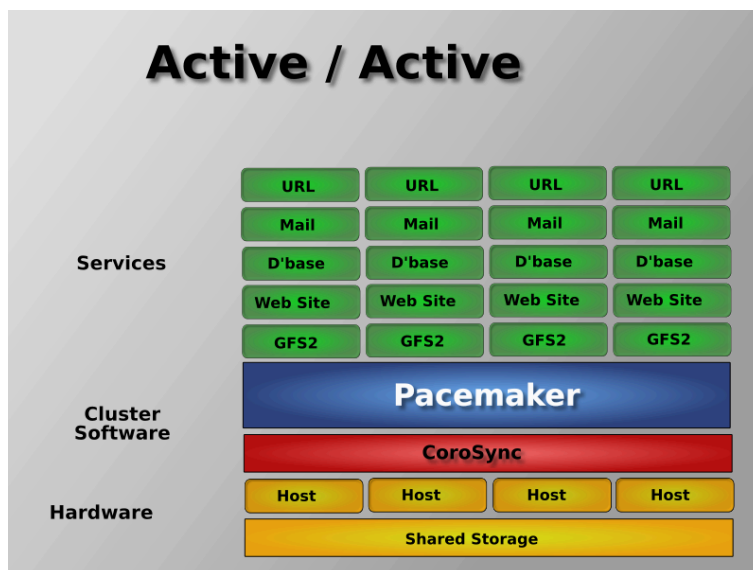 Active / Active
URL URL URL URL
Mail Mail Mail Mail
Services
D'base D'base D'base D'base
Web Site Web Site Web Site Web Site
GFS2 GFS2 GFS2 GFS2
Pacemaker
Cluster
Software
CoroSync
Hardware
Host Host Host Host
Shared Storage